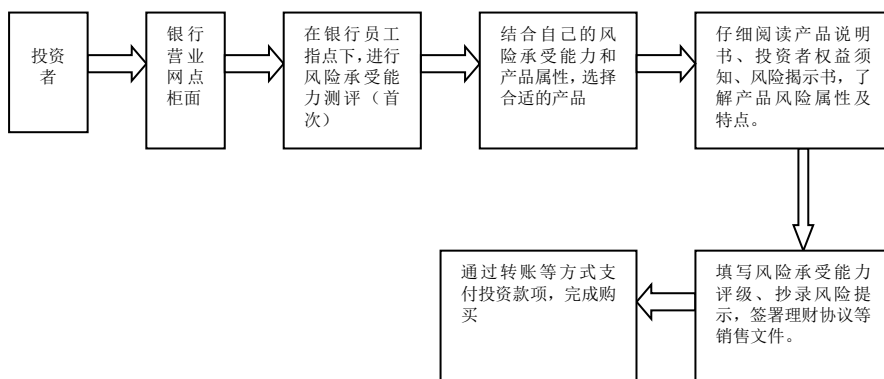 投资
者
银行
营业
网点
柜面
在银行员工
指点下，进行
风险承受能
力测评（首
次）
结合自己的风
险承受能力和
产品属性，选择
合适的产品
仔细阅读产品说明
书、投资者权益须
知、风险揭示书，了
解产品风险属性及
特点。
填写风险承受能力
评级、抄录风险提
示，签署理财协议等
销售文件。
通过转账等方式支
付投资款项，完成购
买